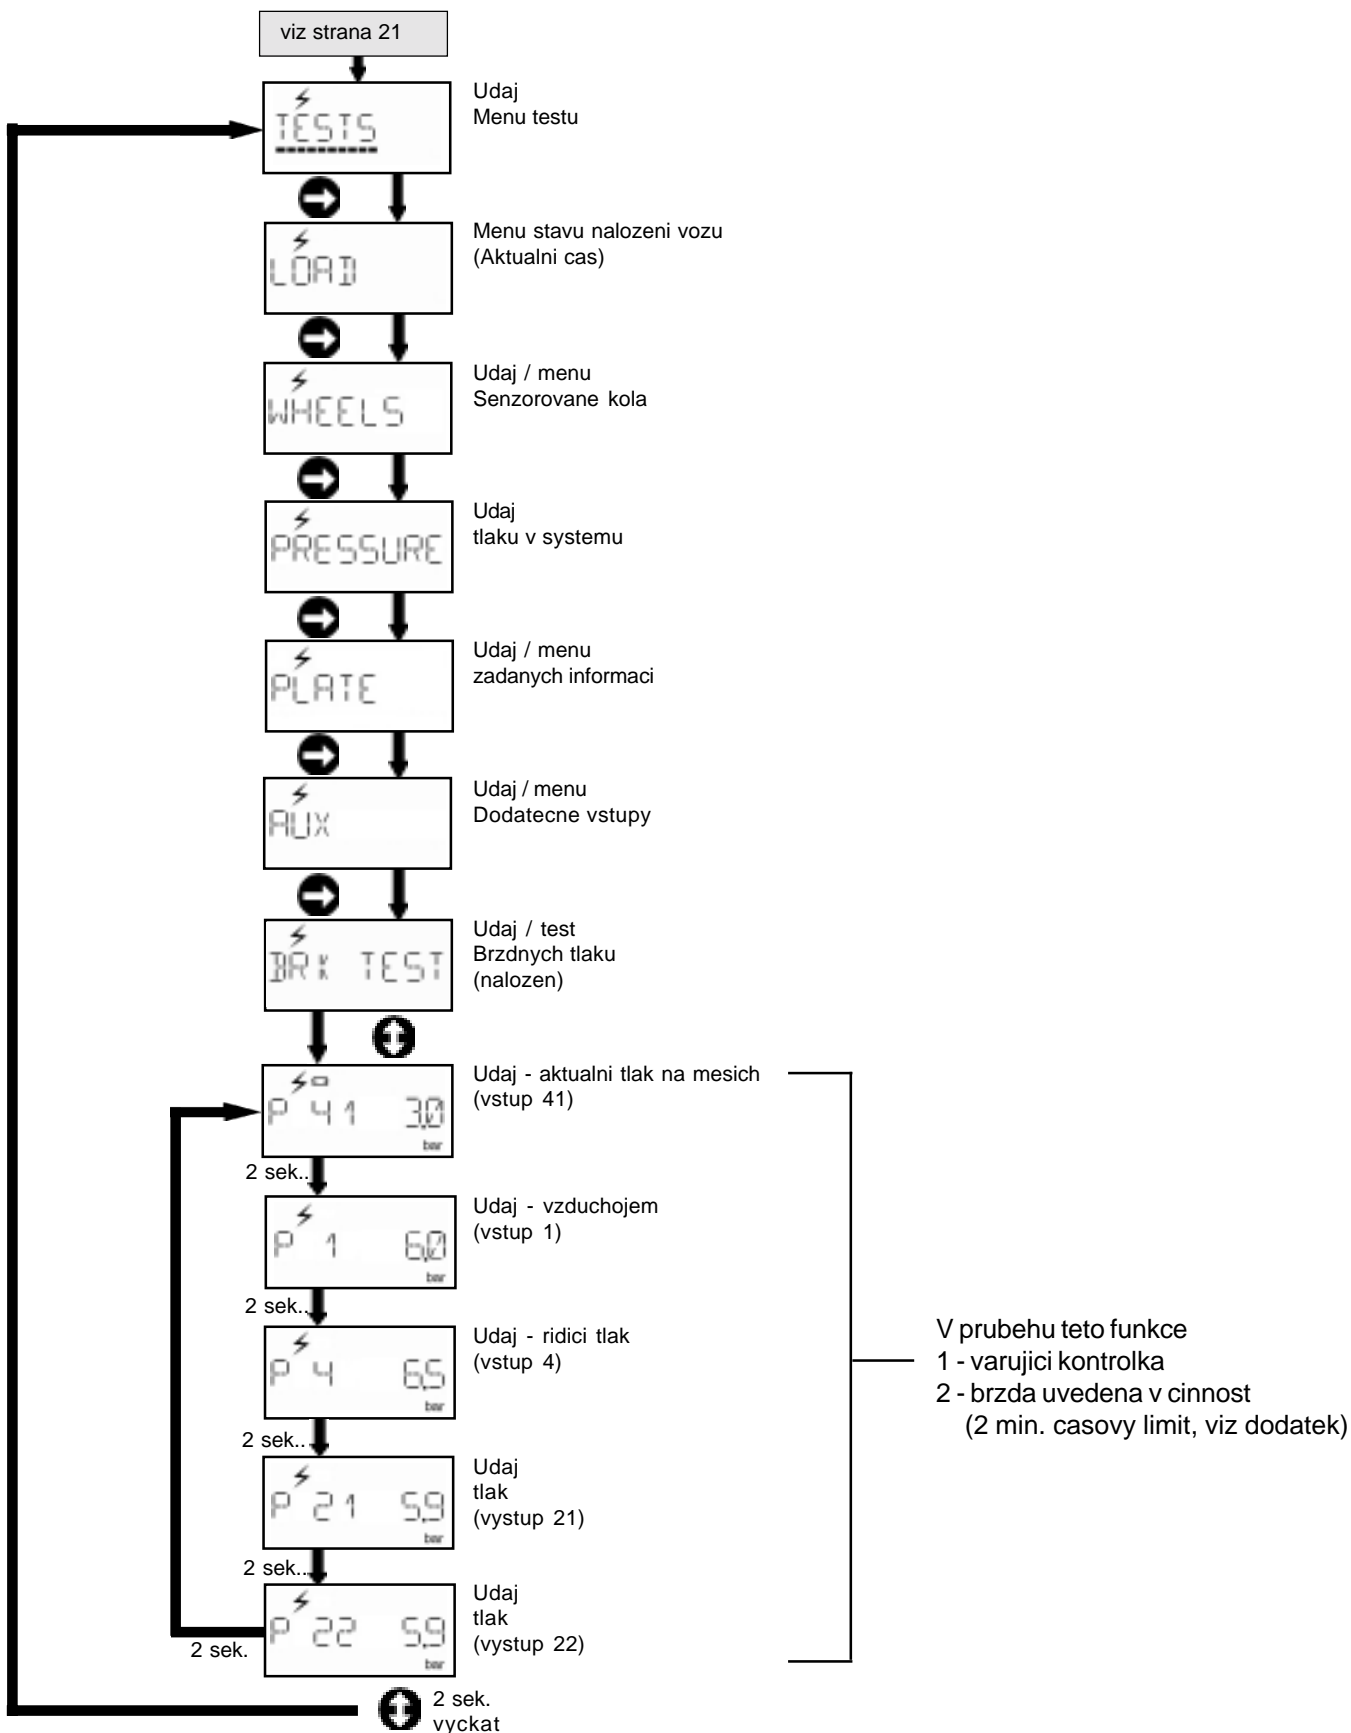 viz strana 21
TESTS
Udaj
Menu testu
LOAD
Menu stavu nalozeni vozu
(Aktualni cas)
WHEELS
Udaj / menu
Senzorovane kola
PRESSURE
Udaj
tlaku v systemu
PLATE
Udaj / menu
zadanych informaci
AUX
Udaj / menu
Dodatecne vstupy
BRK TEST
Udaj / test
Brzdnych tlaku
(nalozen)
P 41 3,0
bar
Udaj - aktualni tlak na mesich
(vstup 41)
2 sek..
P 1 6,0
bar
Udaj - vzduchojem
(vstup 1)
2 sek..
P 4 6,5
bar
Udaj - ridici tlak
(vstup 4)
2 sek..
P 21 5,9
bar
Udaj
tlak
(vystup 21)
2 sek..
P 22 5,9
bar
Udaj
tlak
(vystup 22)
2 sek.
2 sek.
vyckat
V prubehu teto funkce
1 - varujici kontrolka
2 - brzda uvedena v cinnost
(2 min. casovy limit, viz dodatek)